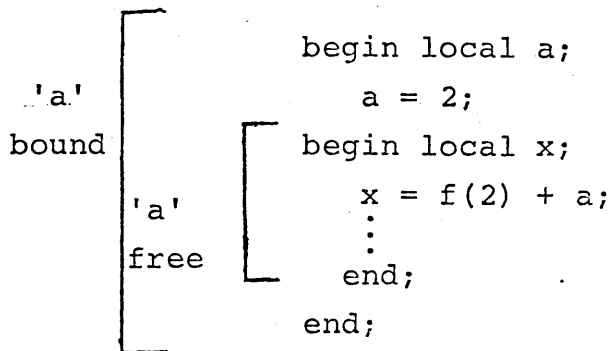 begin local a;
'a' a = 2;
bound begin local x;
'a' x = f(2) + a;
⋮
free end;
end;